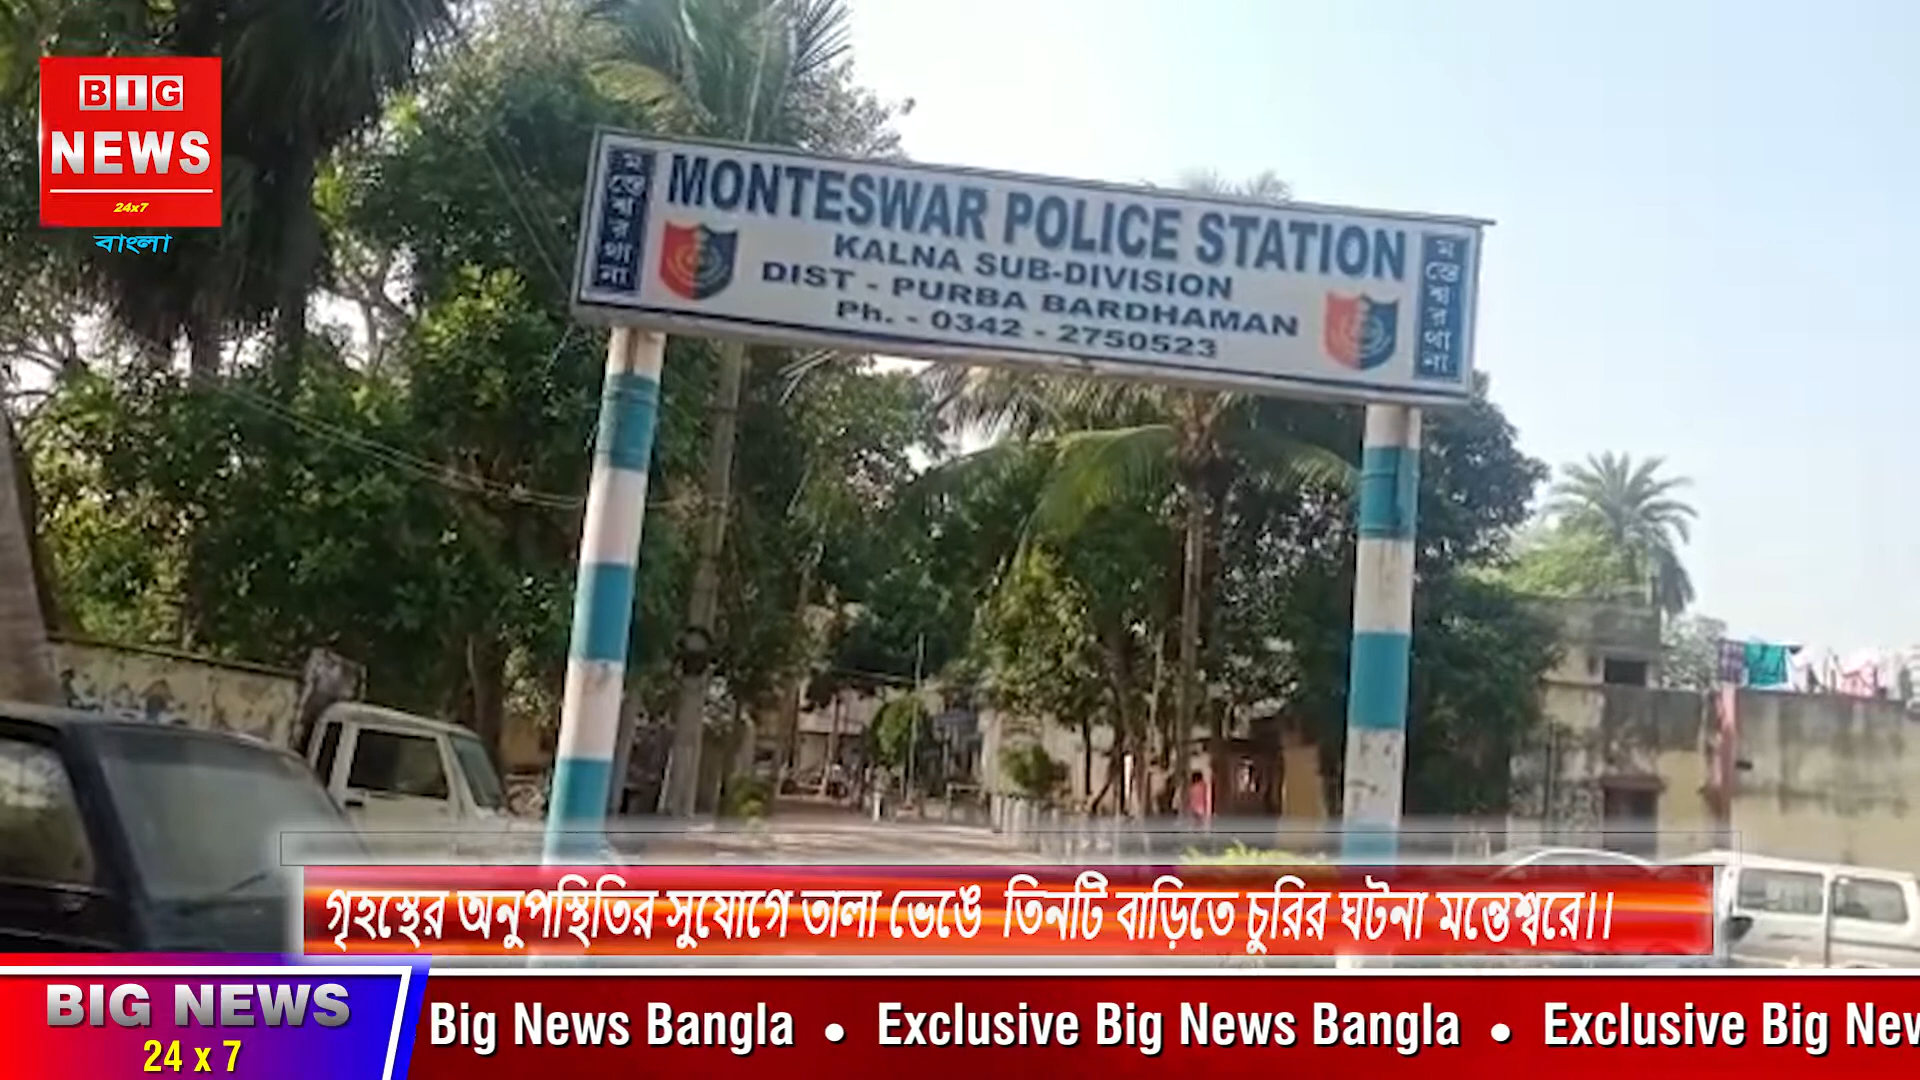 BIG
NEWS
24x7
বাংলা
মন্তেশ্বর থানা
MONTESWAR POLICE STATION
KALNA SUB-DIVISION
DIST - PURBA BARDHAMAN
Ph. - 0342 - 2750523
মন্তেশ্বর থানা
গৃহস্থের অনুপস্থিতির সুযোগে তালা ভেঙে তিনটি বাড়িতে চুরির ঘটনা মন্তেশ্বরে।।
BIG NEWS
24 x 7
Big News Bangla • Exclusive Big News Bangla • Exclusive Big New